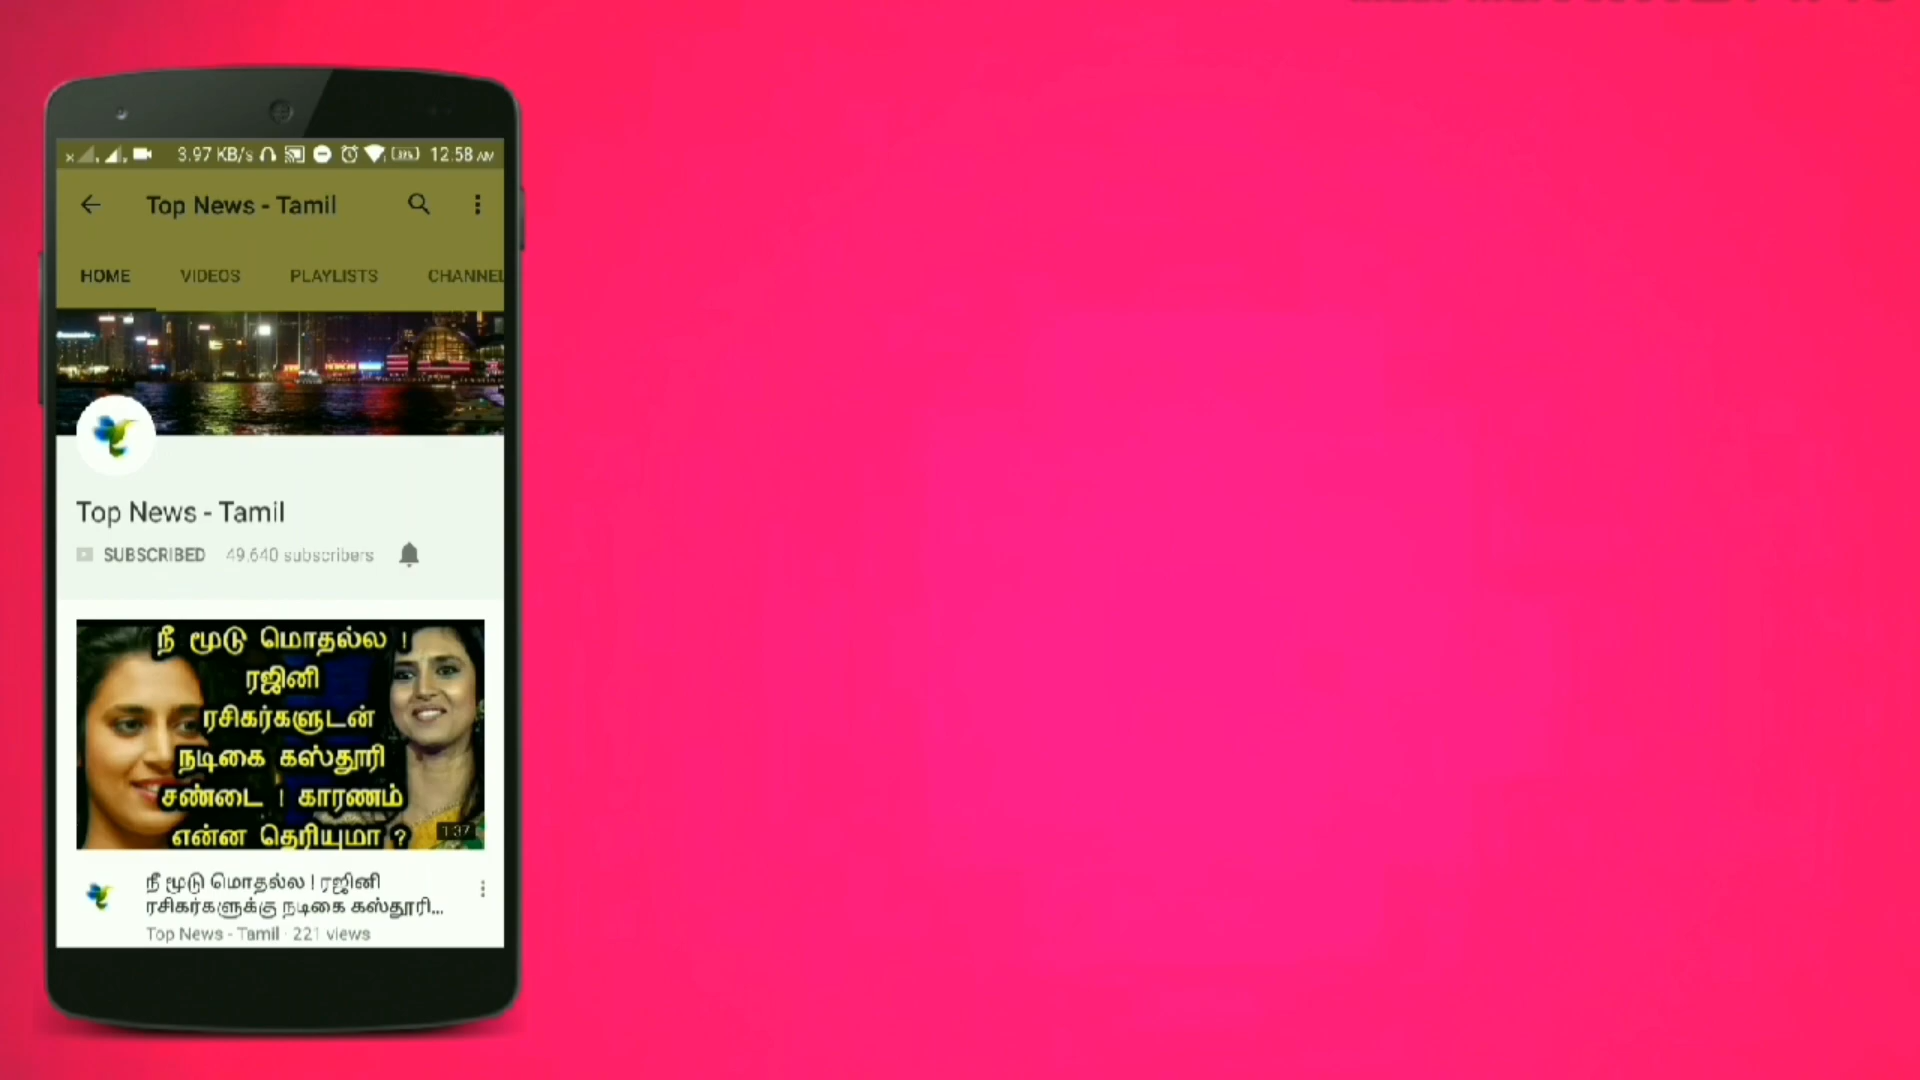 3.97 KB/s 12:58 AM
Top News - Tamil
HOME VIDEOS PLAYLISTS CHANNEL
Top News - Tamil
SUBSCRIBED 49,640 subscribers
நீ மூடு மொதல்ல !
ரஜினி
ரசிகர்களுடன்
நடிகை கஸ்தூரி
சண்டை ! காரணம்
என்ன தெரியுமா ?
1:37
நீ மூடு மொதல்ல ! ரஜினி
ரசிகர்களுக்கு நடிகை கஸ்தூரி...
Top News - Tamil · 221 views